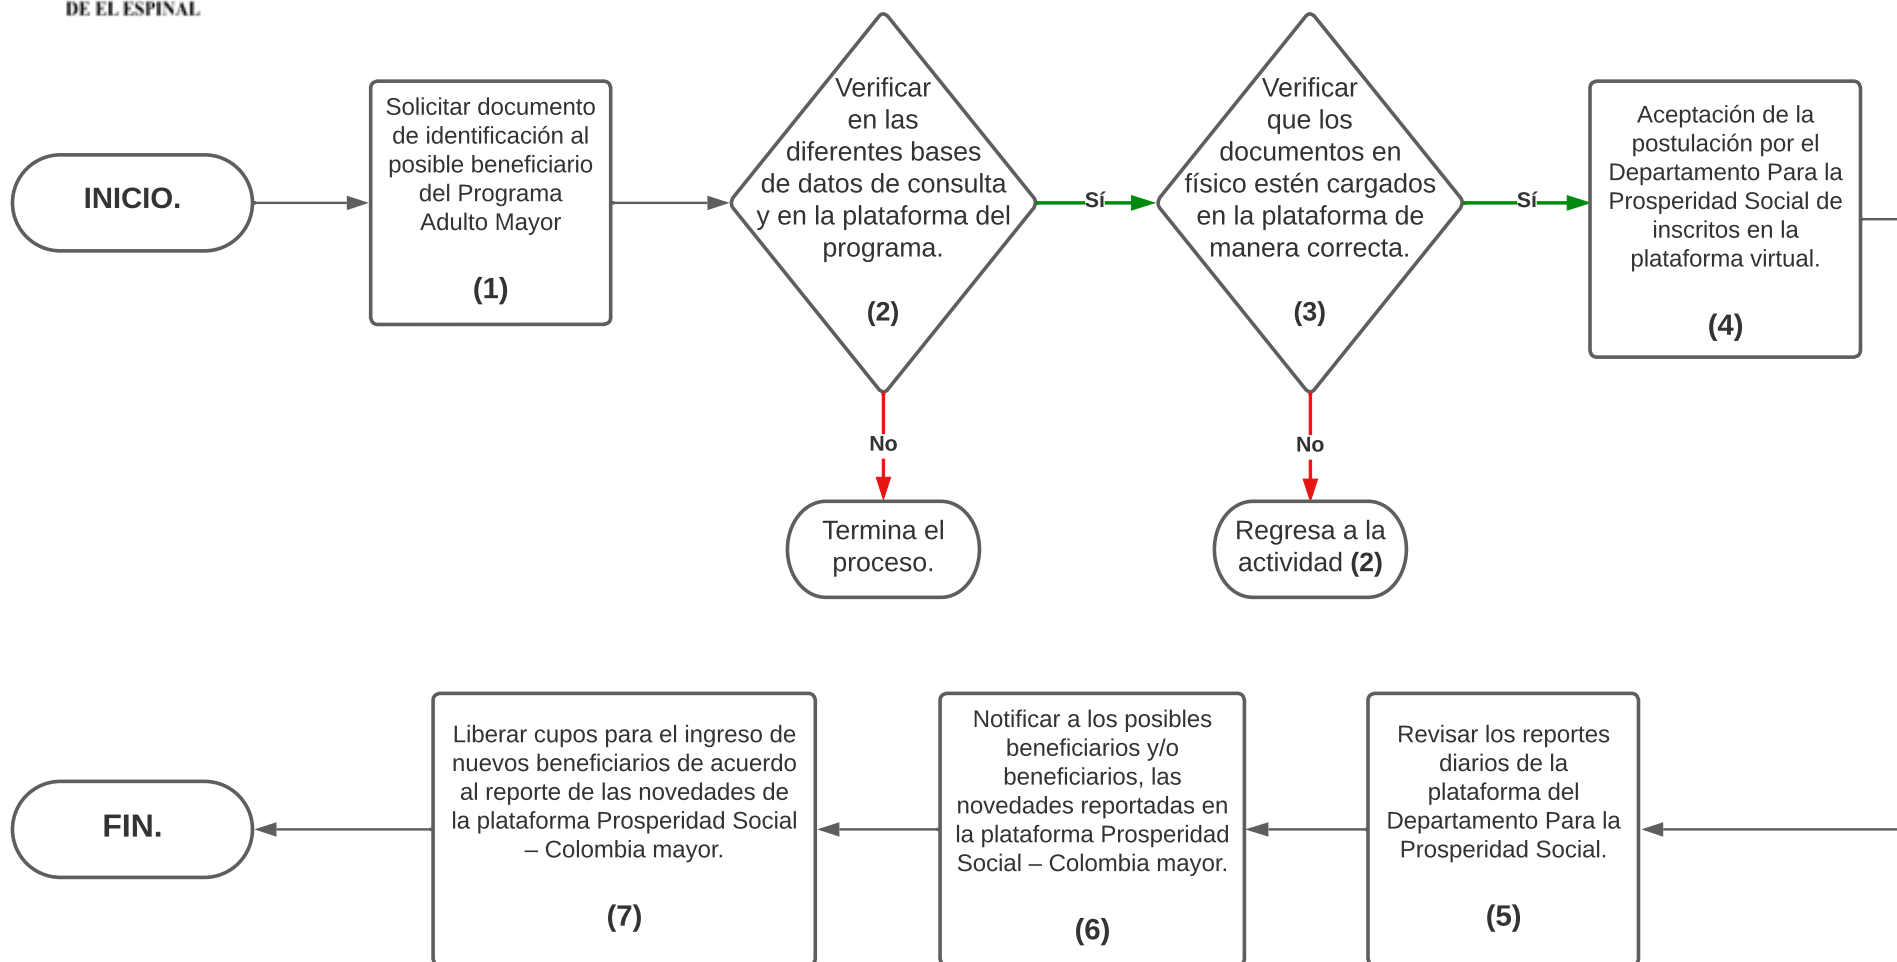 DE EL ESPINAL
INICIO.
Solicitar documento
de identificación al
posible beneficiario
del Programa
Adulto Mayor
(1)
Verificar
en las
diferentes bases
de datos de consulta
y en la plataforma del
programa.
(2)
Sí
No
Termina el
proceso.
Verificar
que los
documentos en
físico estén cargados
en la plataforma de
manera correcta.
(3)
Sí
No
Regresa a la
actividad (2)
Aceptación de la
postulación por el
Departamento Para la
Prosperidad Social de
inscritos en la
plataforma virtual.
(4)
Revisar los reportes
diarios de la
plataforma del
Departamento Para la
Prosperidad Social.
(5)
Notificar a los posibles
beneficiarios y/o
beneficiarios, las
novedades reportadas en
la plataforma Prosperidad
Social – Colombia mayor.
(6)
Liberar cupos para el ingreso de
nuevos beneficiarios de acuerdo
al reporte de las novedades de
la plataforma Prosperidad Social
– Colombia mayor.
(7)
FIN.